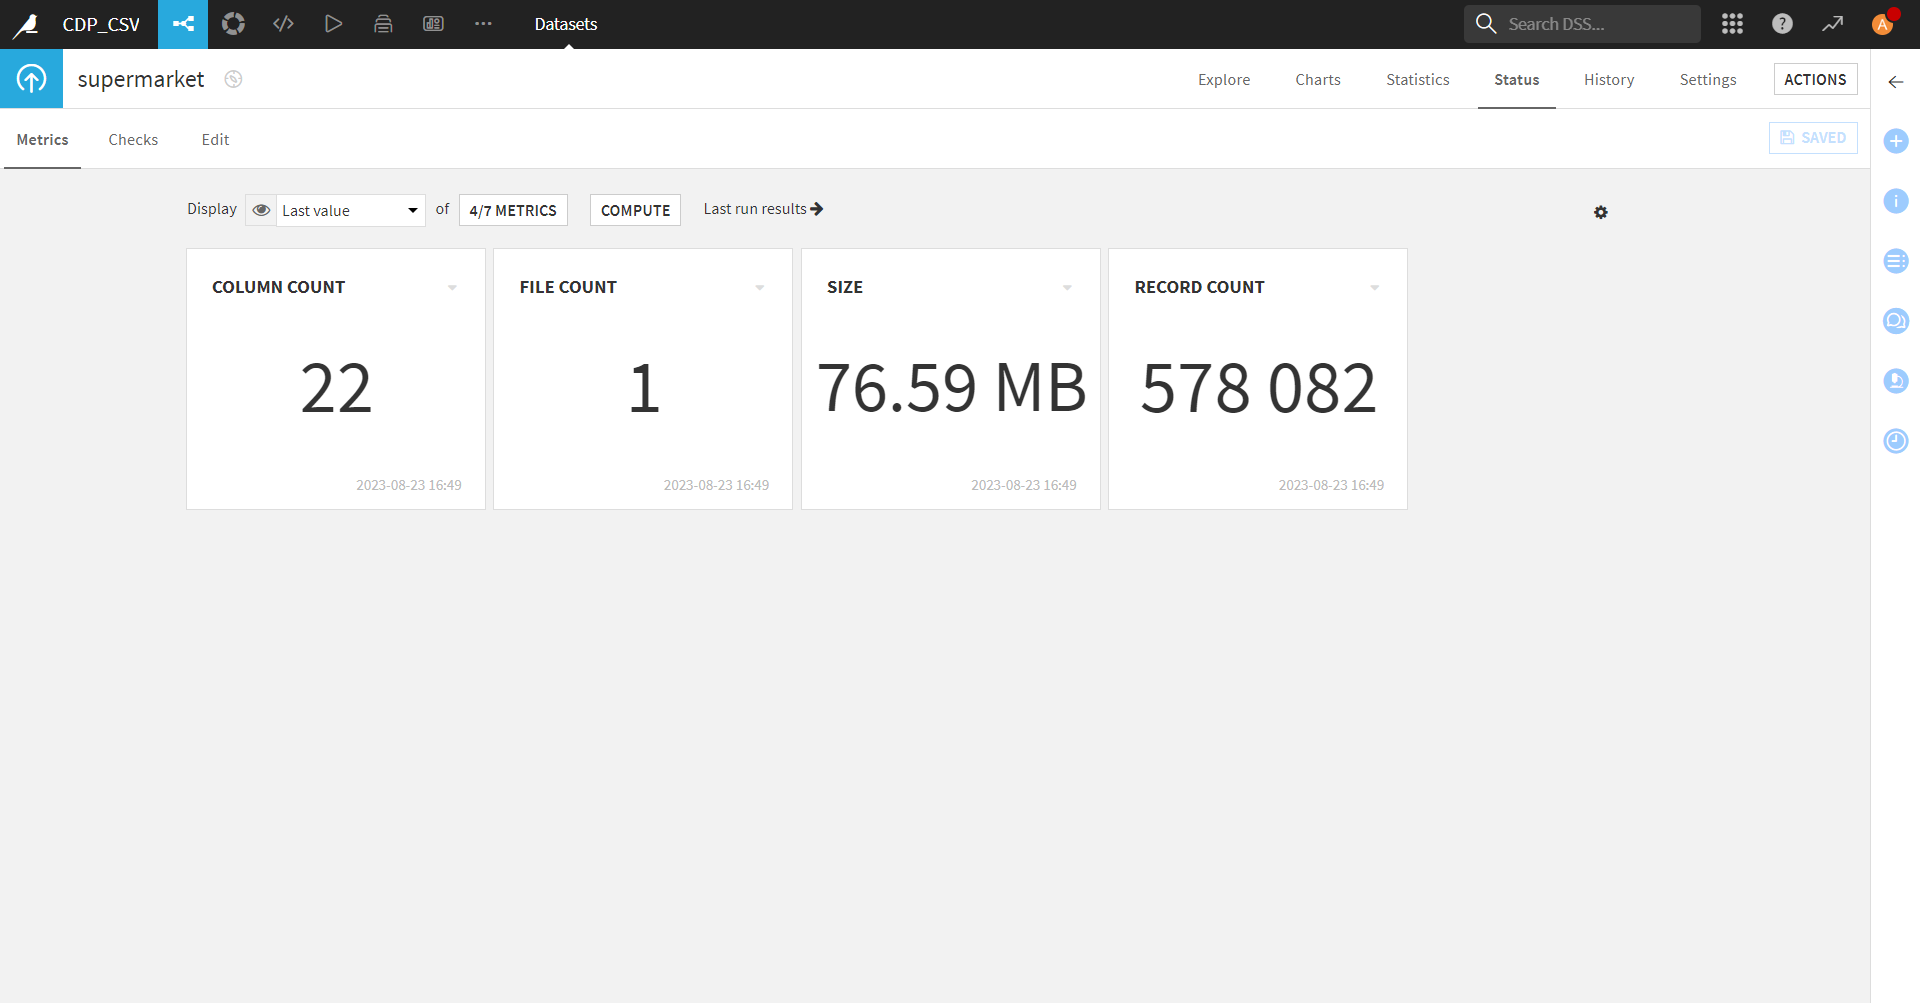 CDP_CSV
Datasets
Search DSS...
?
A
supermarket
Explore
Charts
Statistics
Status
History
Settings
ACTIONS
Metrics
Checks
Edit
SAVED
Display
Last value
of
4/7 METRICS
COMPUTE
Last run results
COLUMN COUNT
22
2023-08-23 16:49
FILE COUNT
1
2023-08-23 16:49
SIZE
76.59 MB
2023-08-23 16:49
RECORD COUNT
578 082
2023-08-23 16:49